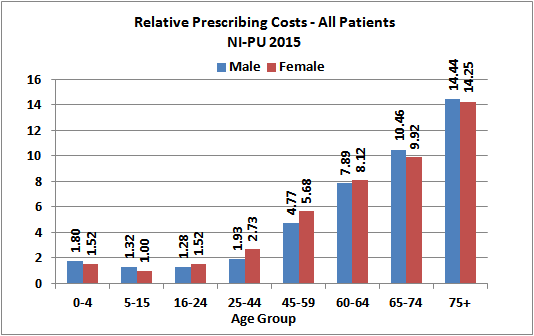 Relative Prescribing Costs - All Patients
NI-PU 2015
Male Female
16
14
12
10
8
6
4
2
0
1.80 1.52 1.32 1.00 1.28 1.52 1.93 2.73 4.77 5.68 7.89 8.12 10.46 9.92 14.44 14.25
0-4 5-15 16-24 25-44 45-59 60-64 65-74 75+
Age Group